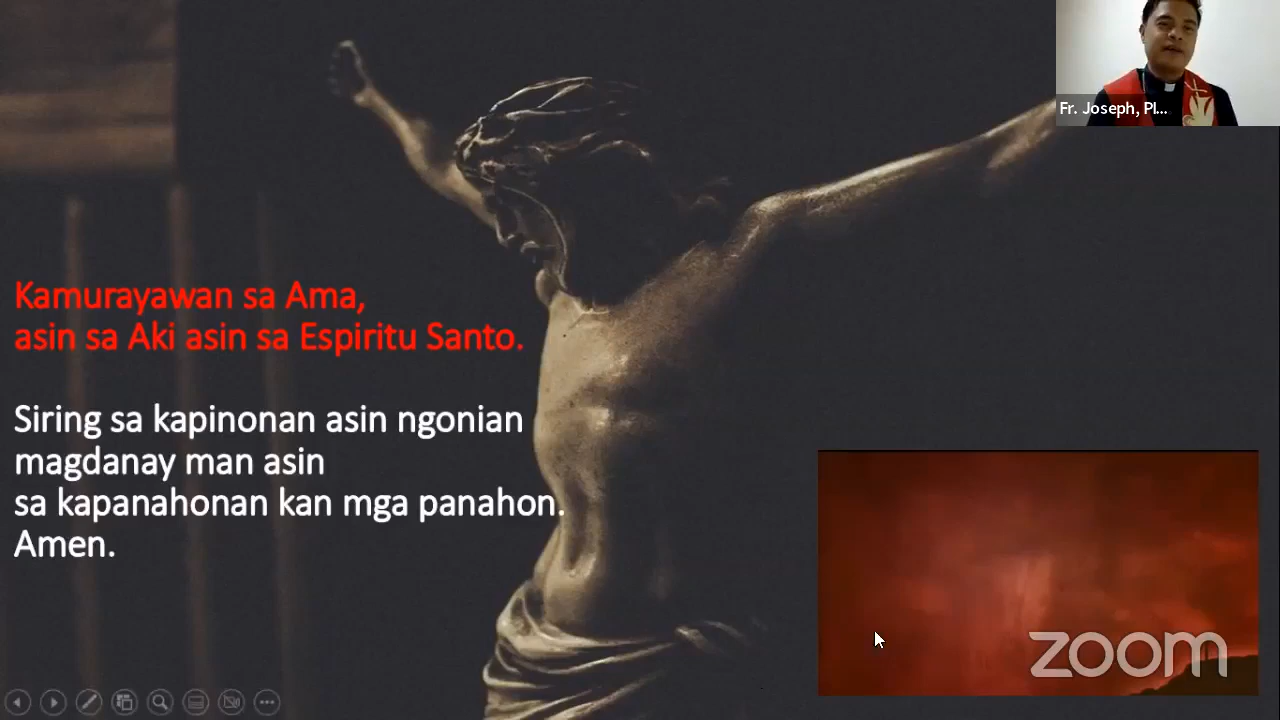 Fr. Joseph, Pl...
Kamurayawan sa Ama,
asin sa Aki asin sa Espiritu Santo.
Siring sa kapinonan asin ngonian
magdanay man asin
sa kapanahonan kan mga panahon.
Amen.
zoom